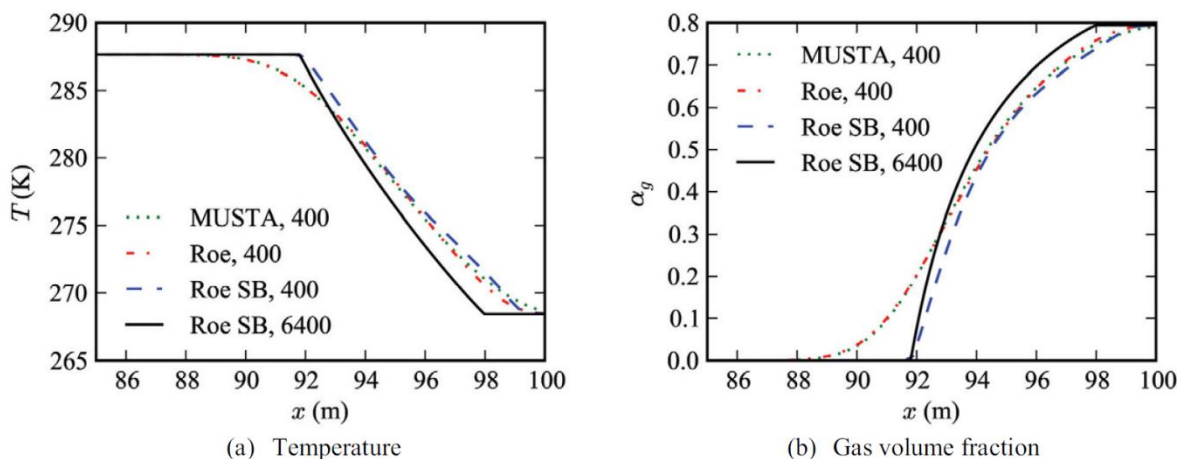 290
285
280
275
270
265
T (K)
MUSTA, 400
Roe, 400
Roe SB, 400
Roe SB, 6400
86 88 90 92 94 96 98 100
x (m)
(a) Temperature
0.8
0.7
0.6
0.5
0.4
0.3
0.2
0.1
0.0
αg
MUSTA, 400
Roe, 400
Roe SB, 400
Roe SB, 6400
86 88 90 92 94 96 98 100
x (m)
(b) Gas volume fraction